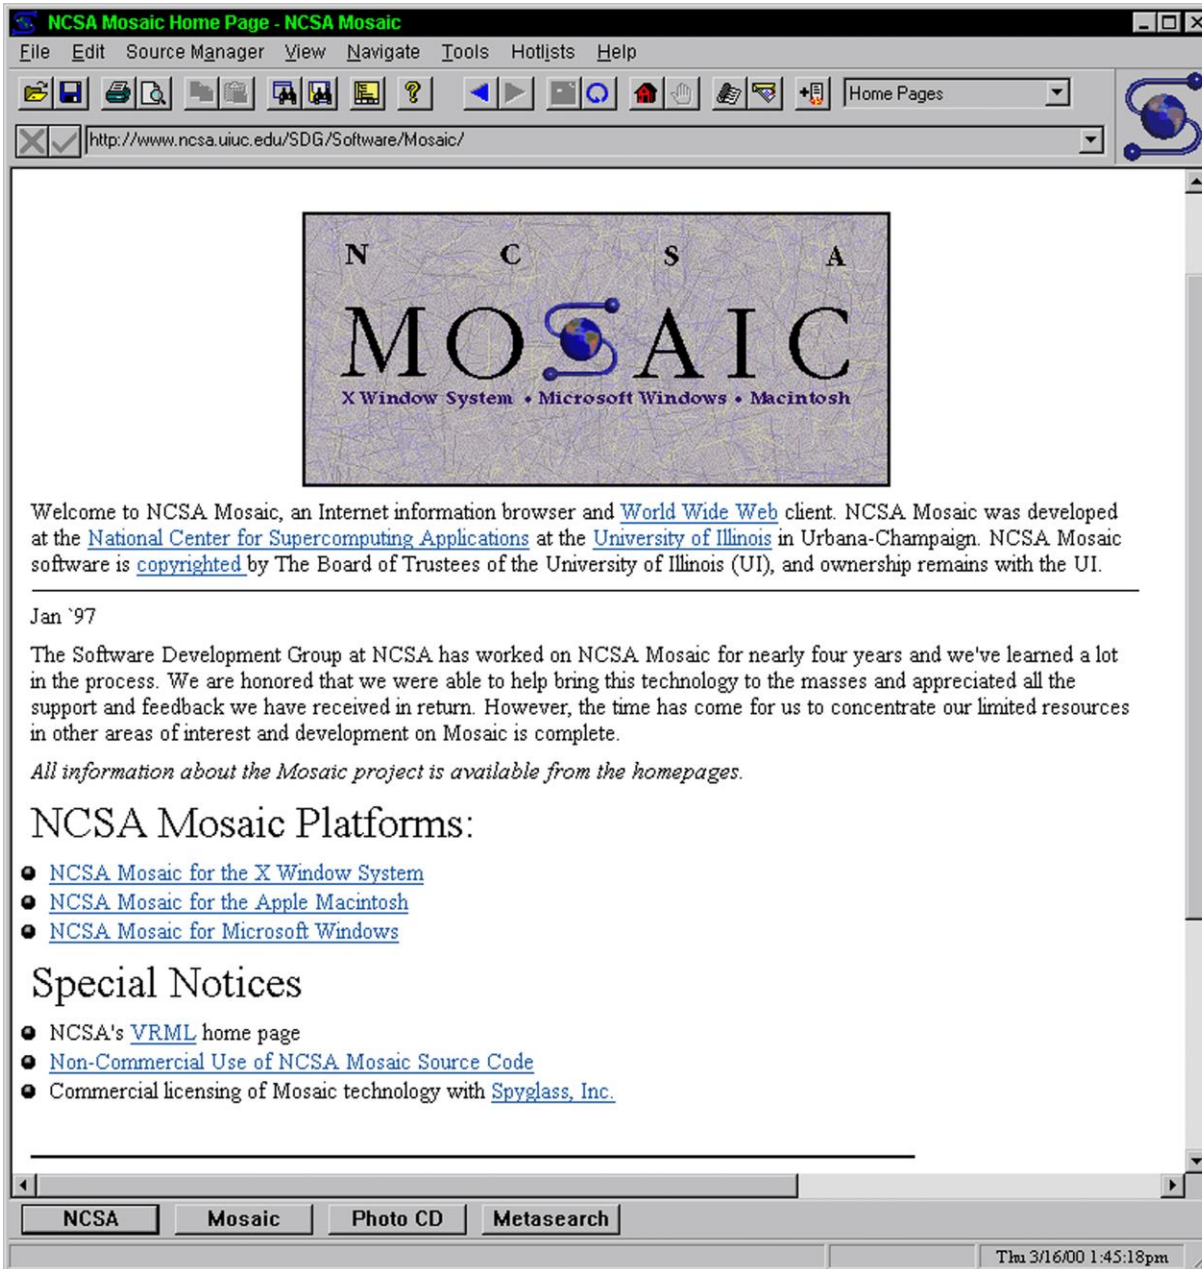 NCSA Mosaic Home Page - NCSA Mosaic
File Edit Source Manager View Navigate Tools Hotlists Help
Home Pages
http://www.ncsa.uiuc.edu/SDG/Software/Mosaic/
N C S A
MOSAIC
X Window System • Microsoft Windows • Macintosh
Welcome to NCSA Mosaic, an Internet information browser and World Wide Web client. NCSA Mosaic was developed
at the National Center for Supercomputing Applications at the University of Illinois in Urbana-Champaign. NCSA Mosaic
software is copyrighted by The Board of Trustees of the University of Illinois (UI), and ownership remains with the UI.
Jan `97
The Software Development Group at NCSA has worked on NCSA Mosaic for nearly four years and we've learned a lot
in the process. We are honored that we were able to help bring this technology to the masses and appreciated all the
support and feedback we have received in return. However, the time has come for us to concentrate our limited resources
in other areas of interest and development on Mosaic is complete.
All information about the Mosaic project is available from the homepages.
NCSA Mosaic Platforms:
NCSA Mosaic for the X Window System
NCSA Mosaic for the Apple Macintosh
NCSA Mosaic for Microsoft Windows
Special Notices
NCSA's VRML home page
Non-Commercial Use of NCSA Mosaic Source Code
Commercial licensing of Mosaic technology with Spyglass, Inc.
NCSA Mosaic Photo CD Metasearch
Thu 3/16/00 1:45:18pm